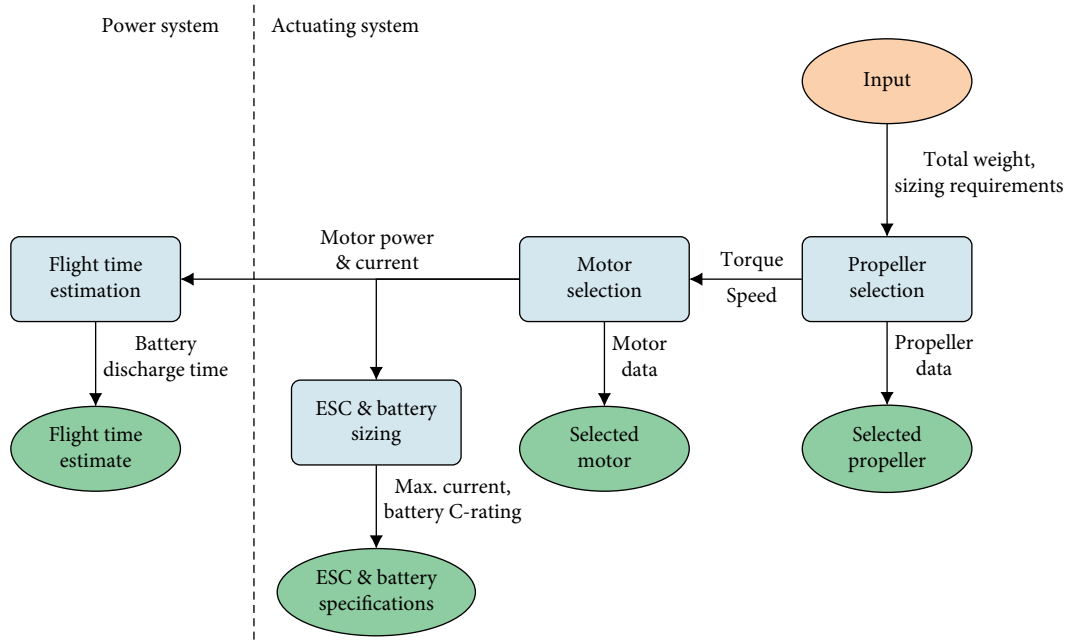 Power system
Actuating system
Input
Total weight,
sizing requirements
Propeller
selection
Torque
Speed
Motor
selection
Motor power
& current
Flight time
estimation
Battery
discharge time
Flight time
estimate
ESC & battery
sizing
Max. current,
battery C-rating
ESC & battery
specifications
Motor
data
Selected
motor
Propeller
data
Selected
propeller